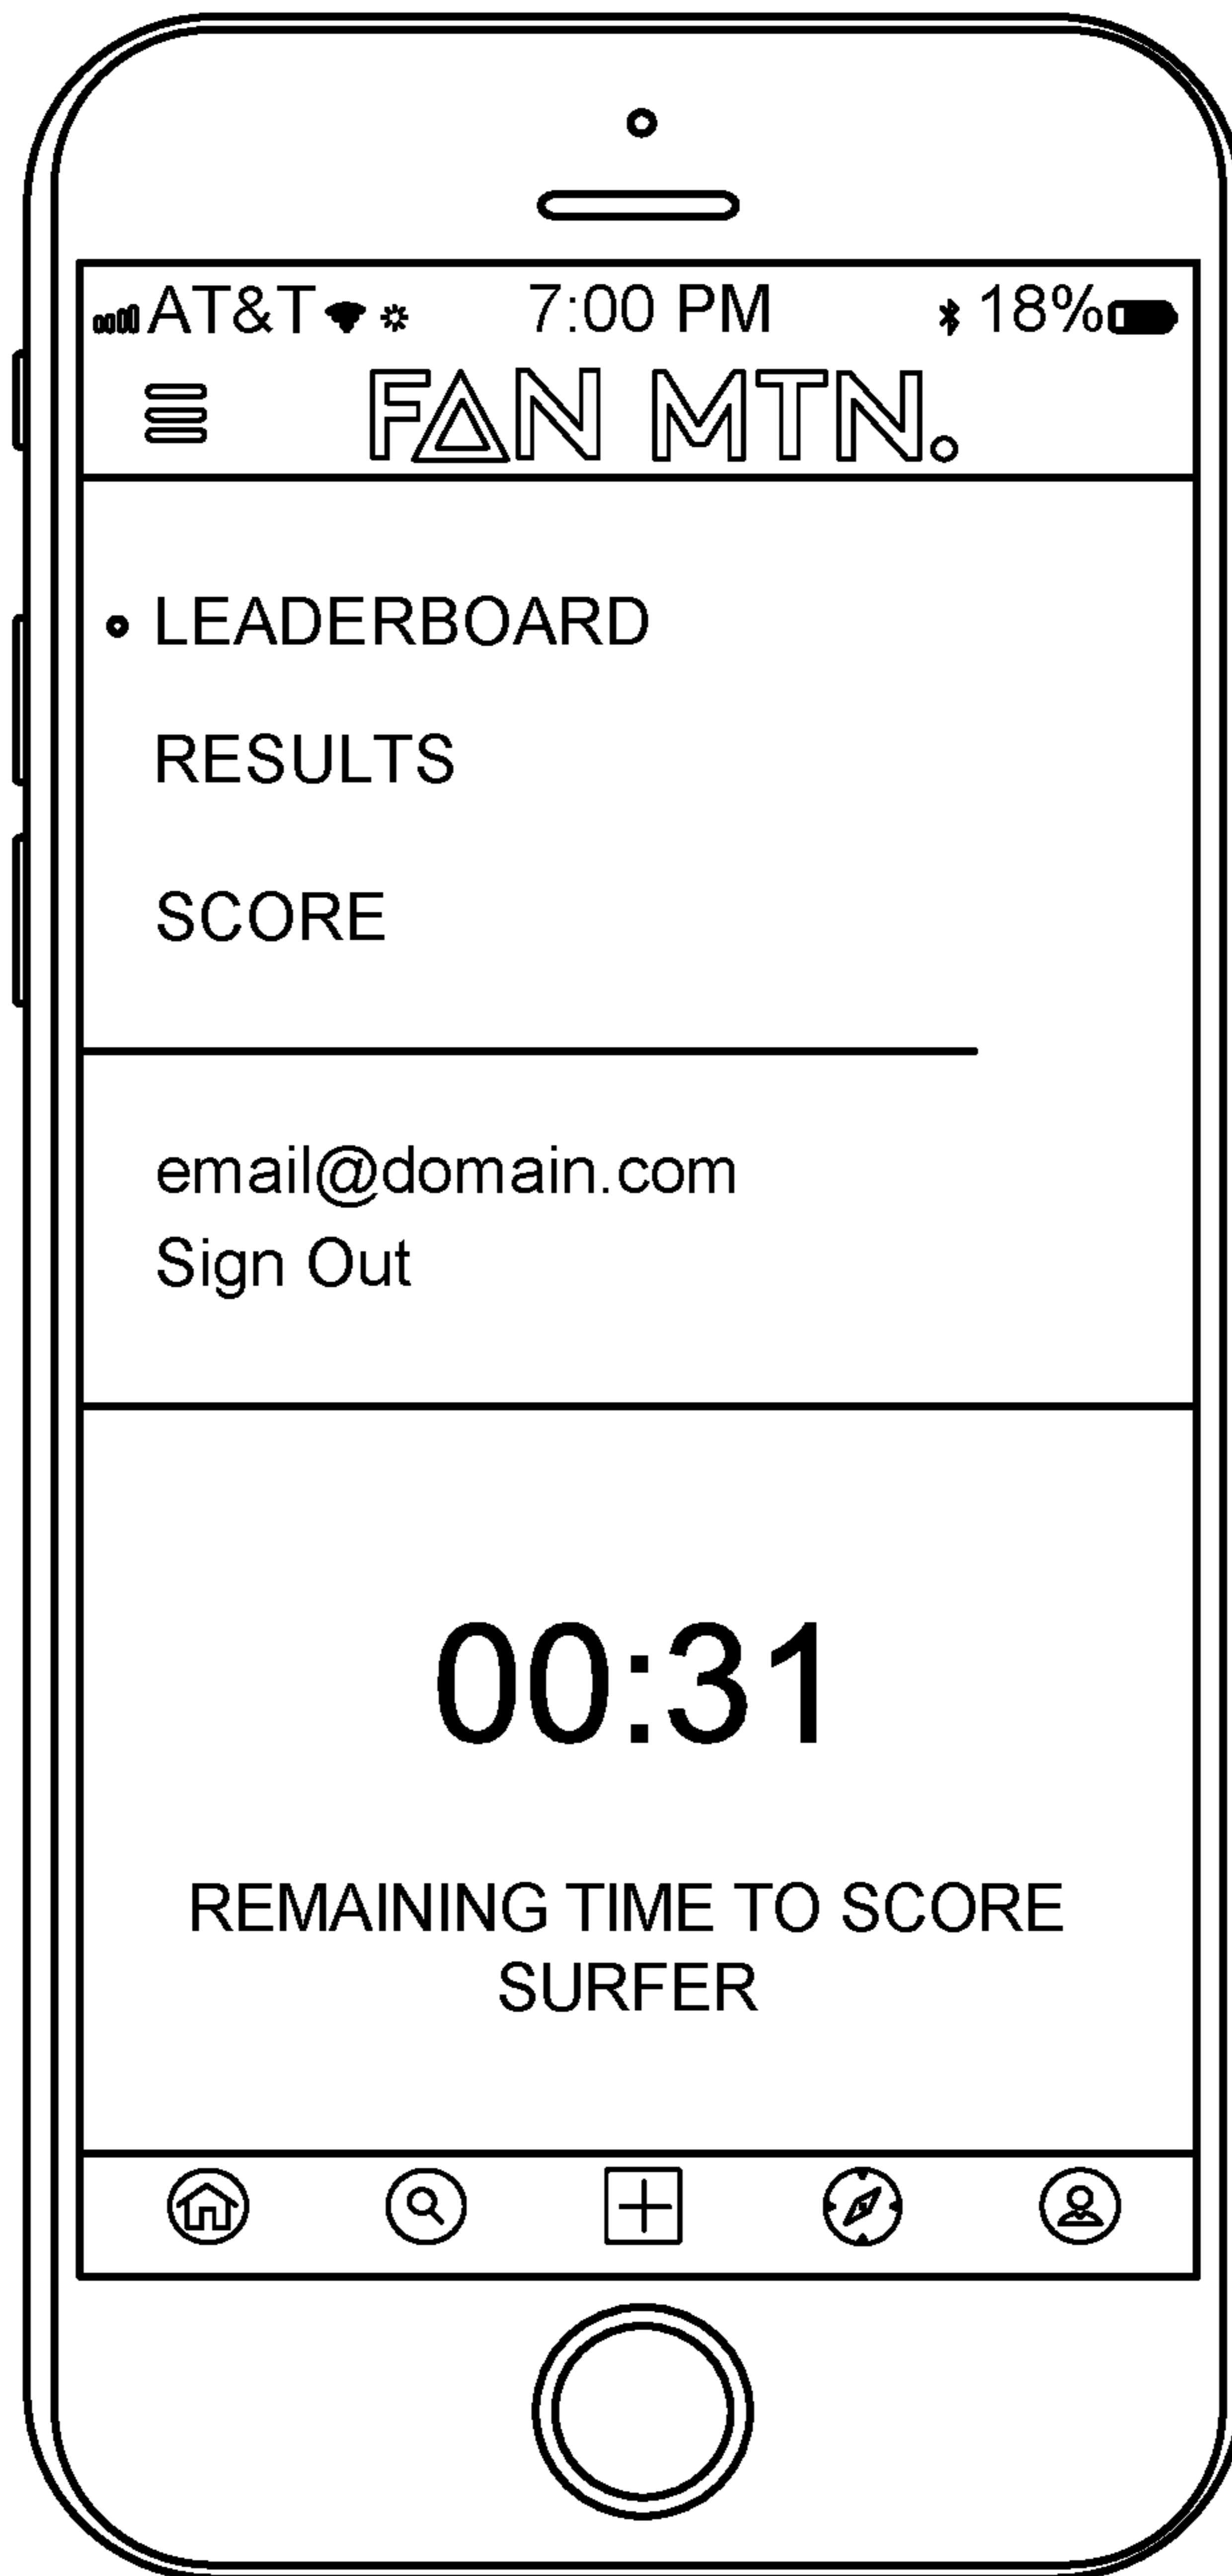 AT&T 7:00 PM 18%
FAN MTN.
LEADERBOARD
RESULTS
SCORE
email@domain.com
Sign Out
00:31
REMAINING TIME TO SCORE
SURFER